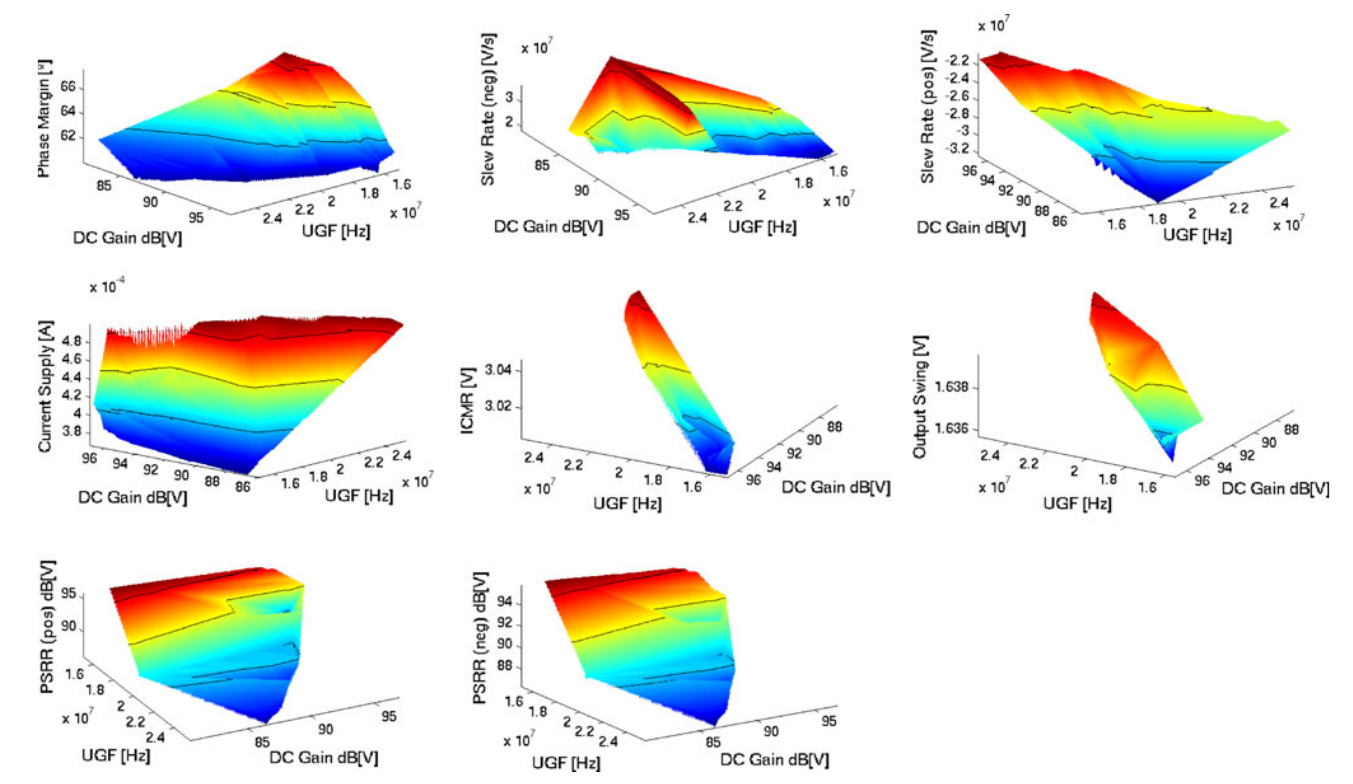 Phase Margin [°]
66
64
62
85
90
95
DC Gain dB[V]
2.4
2.2
2
1.8
1.6
x 10^7
UGF [Hz]
x 10^7
Slew Rate (neg) [V/s]
3
2
85
90
95
DC Gain dB[V]
2.4
2.2
2
1.8
1.6
x 10^7
UGF [Hz]
x 10^7
Slew Rate (pos) [V/s]
-2.2
-2.4
-2.6
-2.8
-3
-3.2
96
94
92
90
88
86
DC Gain dB[V]
1.6
1.8
2
2.2
2.4
x 10^7
UGF [Hz]
x 10^-4
Current Supply [A]
4.8
4.6
4.4
4.2
4
3.8
96
94
92
90
88
86
DC Gain dB[V]
1.6
1.8
2
2.2
2.4
x 10^7
UGF [Hz]
ICMR [V]
3.04
3.02
2.4
2.2
2
1.8
1.6
x 10^7
UGF [Hz]
96
94
92
90
88
DC Gain dB[V]
Output Swing [V]
1.638
1.636
2.4
2.2
2
1.8
1.6
x 10^7
UGF [Hz]
96
94
92
90
88
DC Gain dB[V]
PSRR (pos) dB[V]
95
90
1.6
1.8
2
2.2
2.4
x 10^7
UGF [Hz]
85
90
95
DC Gain dB[V]
PSRR (neg) dB[V]
94
92
90
88
1.6
1.8
2
2.2
2.4
x 10^7
UGF [Hz]
85
90
95
DC Gain dB[V]